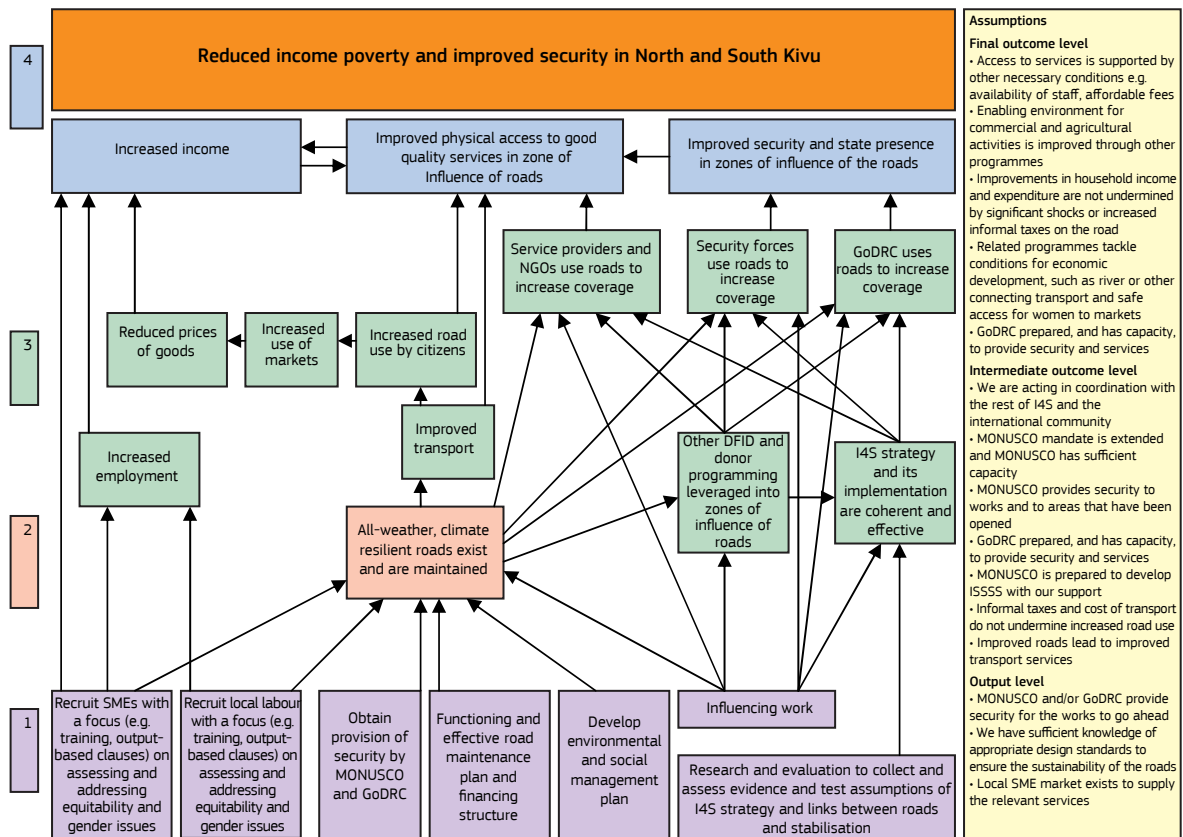 4
Reduced income poverty and improved security in North and South Kivu
Increased income
Improved physical access to good
quality services in zone of
Influence of roads
Improved security and state presence
in zones of influence of the roads
Service providers and
NGOs use roads to
increase coverage
Security forces
use roads to
increase
coverage
GoDRC uses
roads to increase
coverage
3
Reduced prices
of goods
Increased
use of
markets
Increased road
use by citizens
Increased
employment
Improved
transport
Other DFID and
donor
programming
leveraged into
zones of
influence of
roads
I4S strategy
and its
implementation
are coherent and
effective
2
All-weather, climate
resilient roads exist
and are maintained
1
Recruit SMEs with
a focus (e.g.
training, output-
based clauses) on
assessing and
addressing
equitability and
gender issues
Recruit local labour
with a focus (e.g.
training, output-
based clauses) on
assessing and
addressing
equitability and
gender issues
Obtain
provision of
security by
MONUSCO
and GoDRC
Functioning and
effective road
maintenance
plan and
financing
structure
Develop
environmental
and social
management
plan
Influencing work
Research and evaluation to collect and
assess evidence and test assumptions of
I4S strategy and links between roads
and stabilisation
Assumptions
Final outcome level
• Access to services is supported by
other necessary conditions e.g.
availability of staff, affordable fees
• Enabling environment for
commercial and agricultural
activities is improved through other
programmes
• Improvements in household income
and expenditure are not undermined
by significant shocks or increased
informal taxes on the road
• Related programmes tackle
conditions for economic
development, such as river or other
connecting transport and safe
access for women to markets
• GoDRC prepared, and has capacity,
to provide security and services
Intermediate outcome level
• We are acting in coordination with
the rest of I4S and the
international community
• MONUSCO mandate is extended
and MONUSCO has sufficient
capacity
• MONUSCO provides security to
works and to areas that have been
opened
• GoDRC prepared, and has capacity,
to provide security and services
• MONUSCO is prepared to develop
ISSSS with our support
• Informal taxes and cost of transport
do not undermine increased road use
• Improved roads lead to improved
transport services
Output level
• MONUSCO and/or GoDRC provide
security for the works to go ahead
• We have sufficient knowledge of
appropriate design standards to
ensure the sustainability of the roads
• Local SME market exists to supply
the relevant services